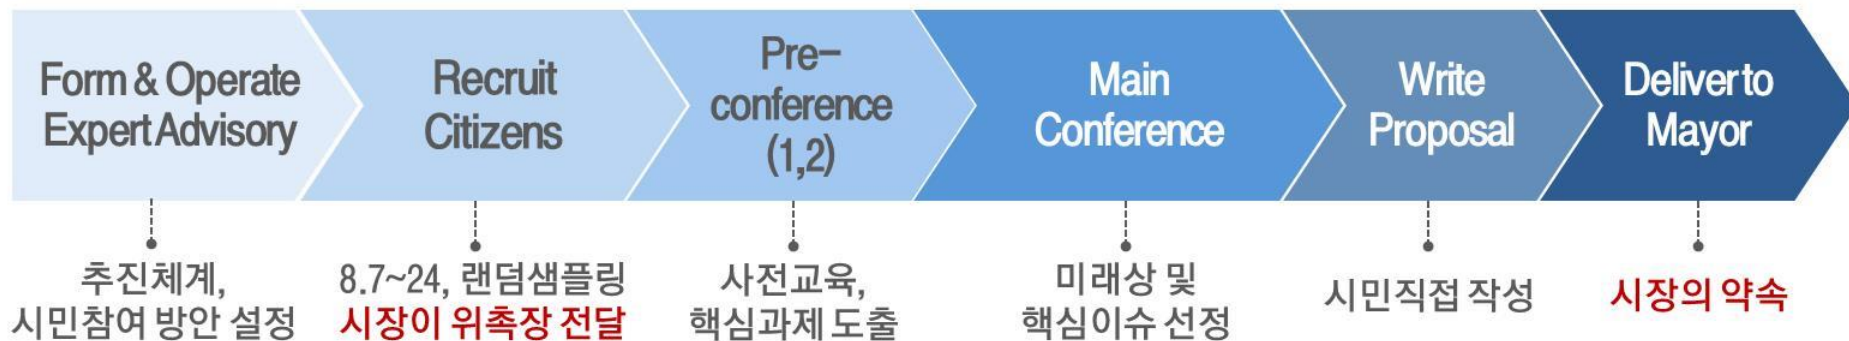 Form & Operate
Expert Advisory
Recruit
Citizens
Pre-
conference
(1,2)
Main
Conference
Write
Proposal
Deliver to
Mayor
추진체계,
시민참여 방안 설정
8.7~24, 랜덤샘플링
시장이 위촉장 전달
사전교육,
핵심과제 도출
미래상 및
핵심이슈 선정
시민직접 작성
시장의 약속